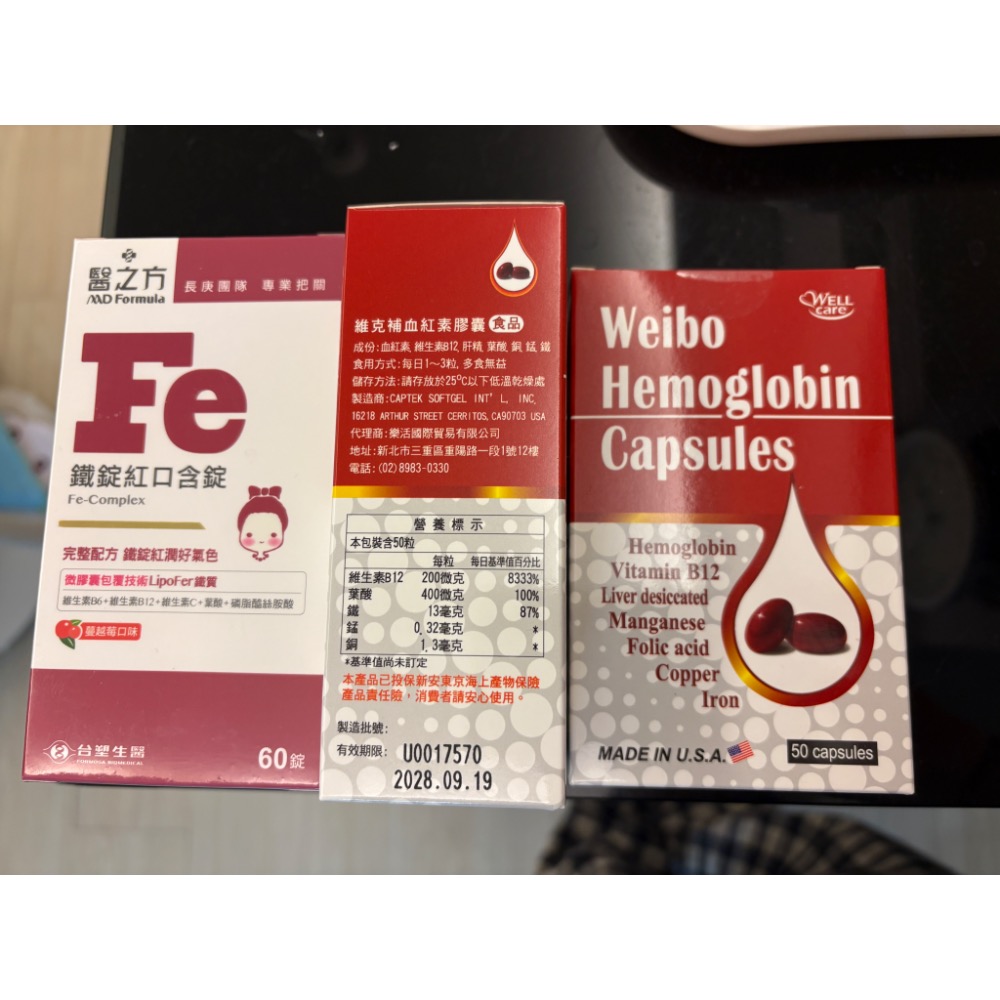 醫之方
MD Formula
長庚團隊 專業把關
Fe
鐵錠紅口含錠
Fe-Complex
完整配方 鐵錠紅潤好氣色
微膠囊包覆技術LipoFer鐵質
維生素B6+維生素B12+維生素C+葉酸+磷脂醯絲胺酸
蔓越莓口味
台塑生醫
FORMOSA BIOMEDICAL
60錠
維克補血紅素膠囊 食品
成份:血紅素, 維生素B12, 肝精, 葉酸, 銅, 錳, 鐵
食用方式:每日1~3粒, 多食無益
儲存方法:請存放於25°C以下低溫乾燥處
製造商:CAPTEK SOFTGEL INT'L, INC,
16218 ARTHUR STREET CERRITOS, CA90703 USA
代理商:樂活國際貿易有限公司
地址:新北市三重區重陽路一段1號12樓
電話:(02)8983-0330
營養標示
本包裝含50粒
每粒 每日基準值百分比
維生素B12 200微克 8333%
葉酸 400微克 100%
鐵 13毫克 87%
錳 0.32毫克 *
銅 1.3毫克 *
*基準值尚未訂定
本產品已投保新安東京海上產物保險
產品責任險,消費者請安心使用。
製造批號:
有效期限: U0017570
2028.09.19
WELL
care
Weibo
Hemoglobin
Capsules
Hemoglobin
Vitamin B12
Liver desiccated
Manganese
Folic acid
Copper
Iron
MADE IN U.S.A.
50 capsules